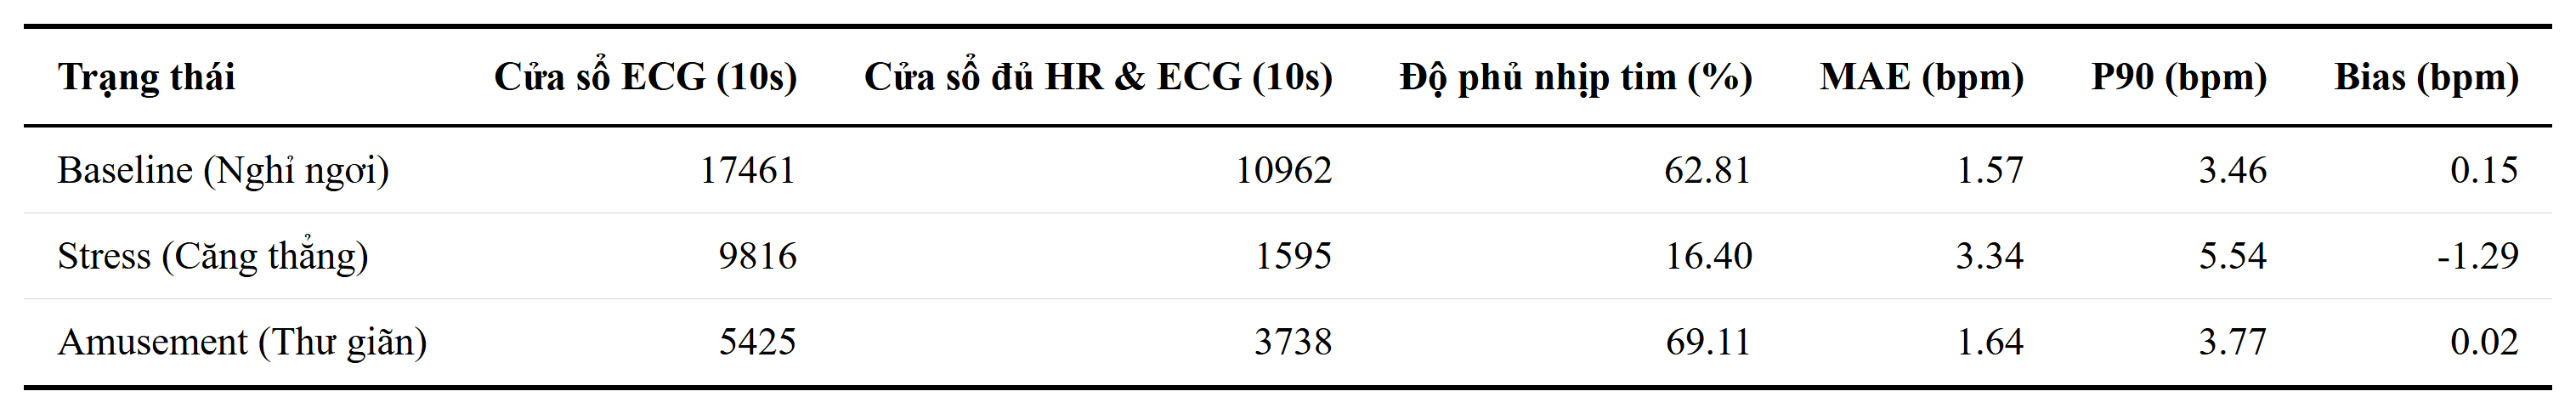 Trạng thái Cửa sổ ECG (10s) Cửa sổ đủ HR & ECG (10s) Độ phủ nhịp tim (%) MAE (bpm) P90 (bpm) Bias (bpm)
Baseline (Nghỉ ngơi) 17461 10962 62.81 1.57 3.46 0.15
Stress (Căng thẳng) 9816 1595 16.40 3.34 5.54 -1.29
Amusement (Thư giãn) 5425 3738 69.11 1.64 3.77 0.02